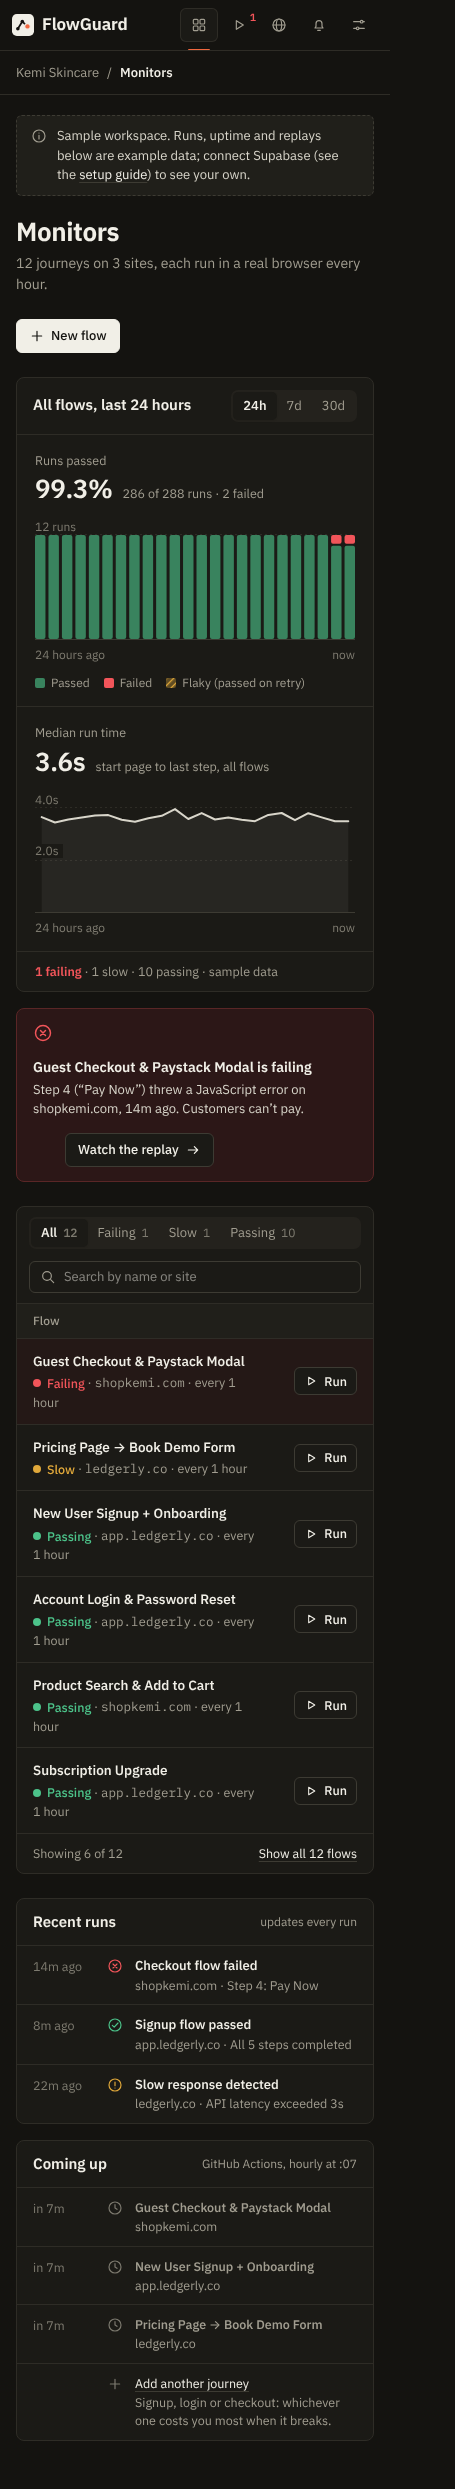 FlowGuard
1
Kemi Skincare / Monitors
Sample workspace. Runs, uptime and replays
below are example data; connect Supabase (see
the setup guide) to see your own.
Monitors
12 journeys on 3 sites, each run in a real browser every
hour.
New flow
All flows, last 24 hours
24h 7d 30d
Runs passed
99.3% 286 of 288 runs · 2 failed
12 runs
24 hours ago now
Passed Failed Flaky (passed on retry)
Median run time
3.6s start page to last step, all flows
4.0s
2.0s
24 hours ago now
1 failing · 1 slow · 10 passing · sample data
Guest Checkout & Paystack Modal is failing
Step 4 (“Pay Now”) threw a JavaScript error on
shopkemi.com, 14m ago. Customers can’t pay.
Watch the replay →
All 12 Failing 1 Slow 1 Passing 10
Search by name or site
Flow
Guest Checkout & Paystack Modal
Failing · shopkemi.com · every 1
hour
Run
Pricing Page → Book Demo Form
Slow · ledgerly.co · every 1 hour
Run
New User Signup + Onboarding
Passing · app.ledgerly.co · every
1 hour
Run
Account Login & Password Reset
Passing · app.ledgerly.co · every
1 hour
Run
Product Search & Add to Cart
Passing · shopkemi.com · every 1
hour
Run
Subscription Upgrade
Passing · app.ledgerly.co · every
1 hour
Run
Showing 6 of 12 Show all 12 flows
Recent runs updates every run
14m ago Checkout flow failed
shopkemi.com · Step 4: Pay Now
8m ago Signup flow passed
app.ledgerly.co · All 5 steps completed
22m ago Slow response detected
ledgerly.co · API latency exceeded 3s
Coming up GitHub Actions, hourly at :07
in 7m Guest Checkout & Paystack Modal
shopkemi.com
in 7m New User Signup + Onboarding
app.ledgerly.co
in 7m Pricing Page → Book Demo Form
ledgerly.co
Add another journey
Signup, login or checkout: whichever
one costs you most when it breaks.